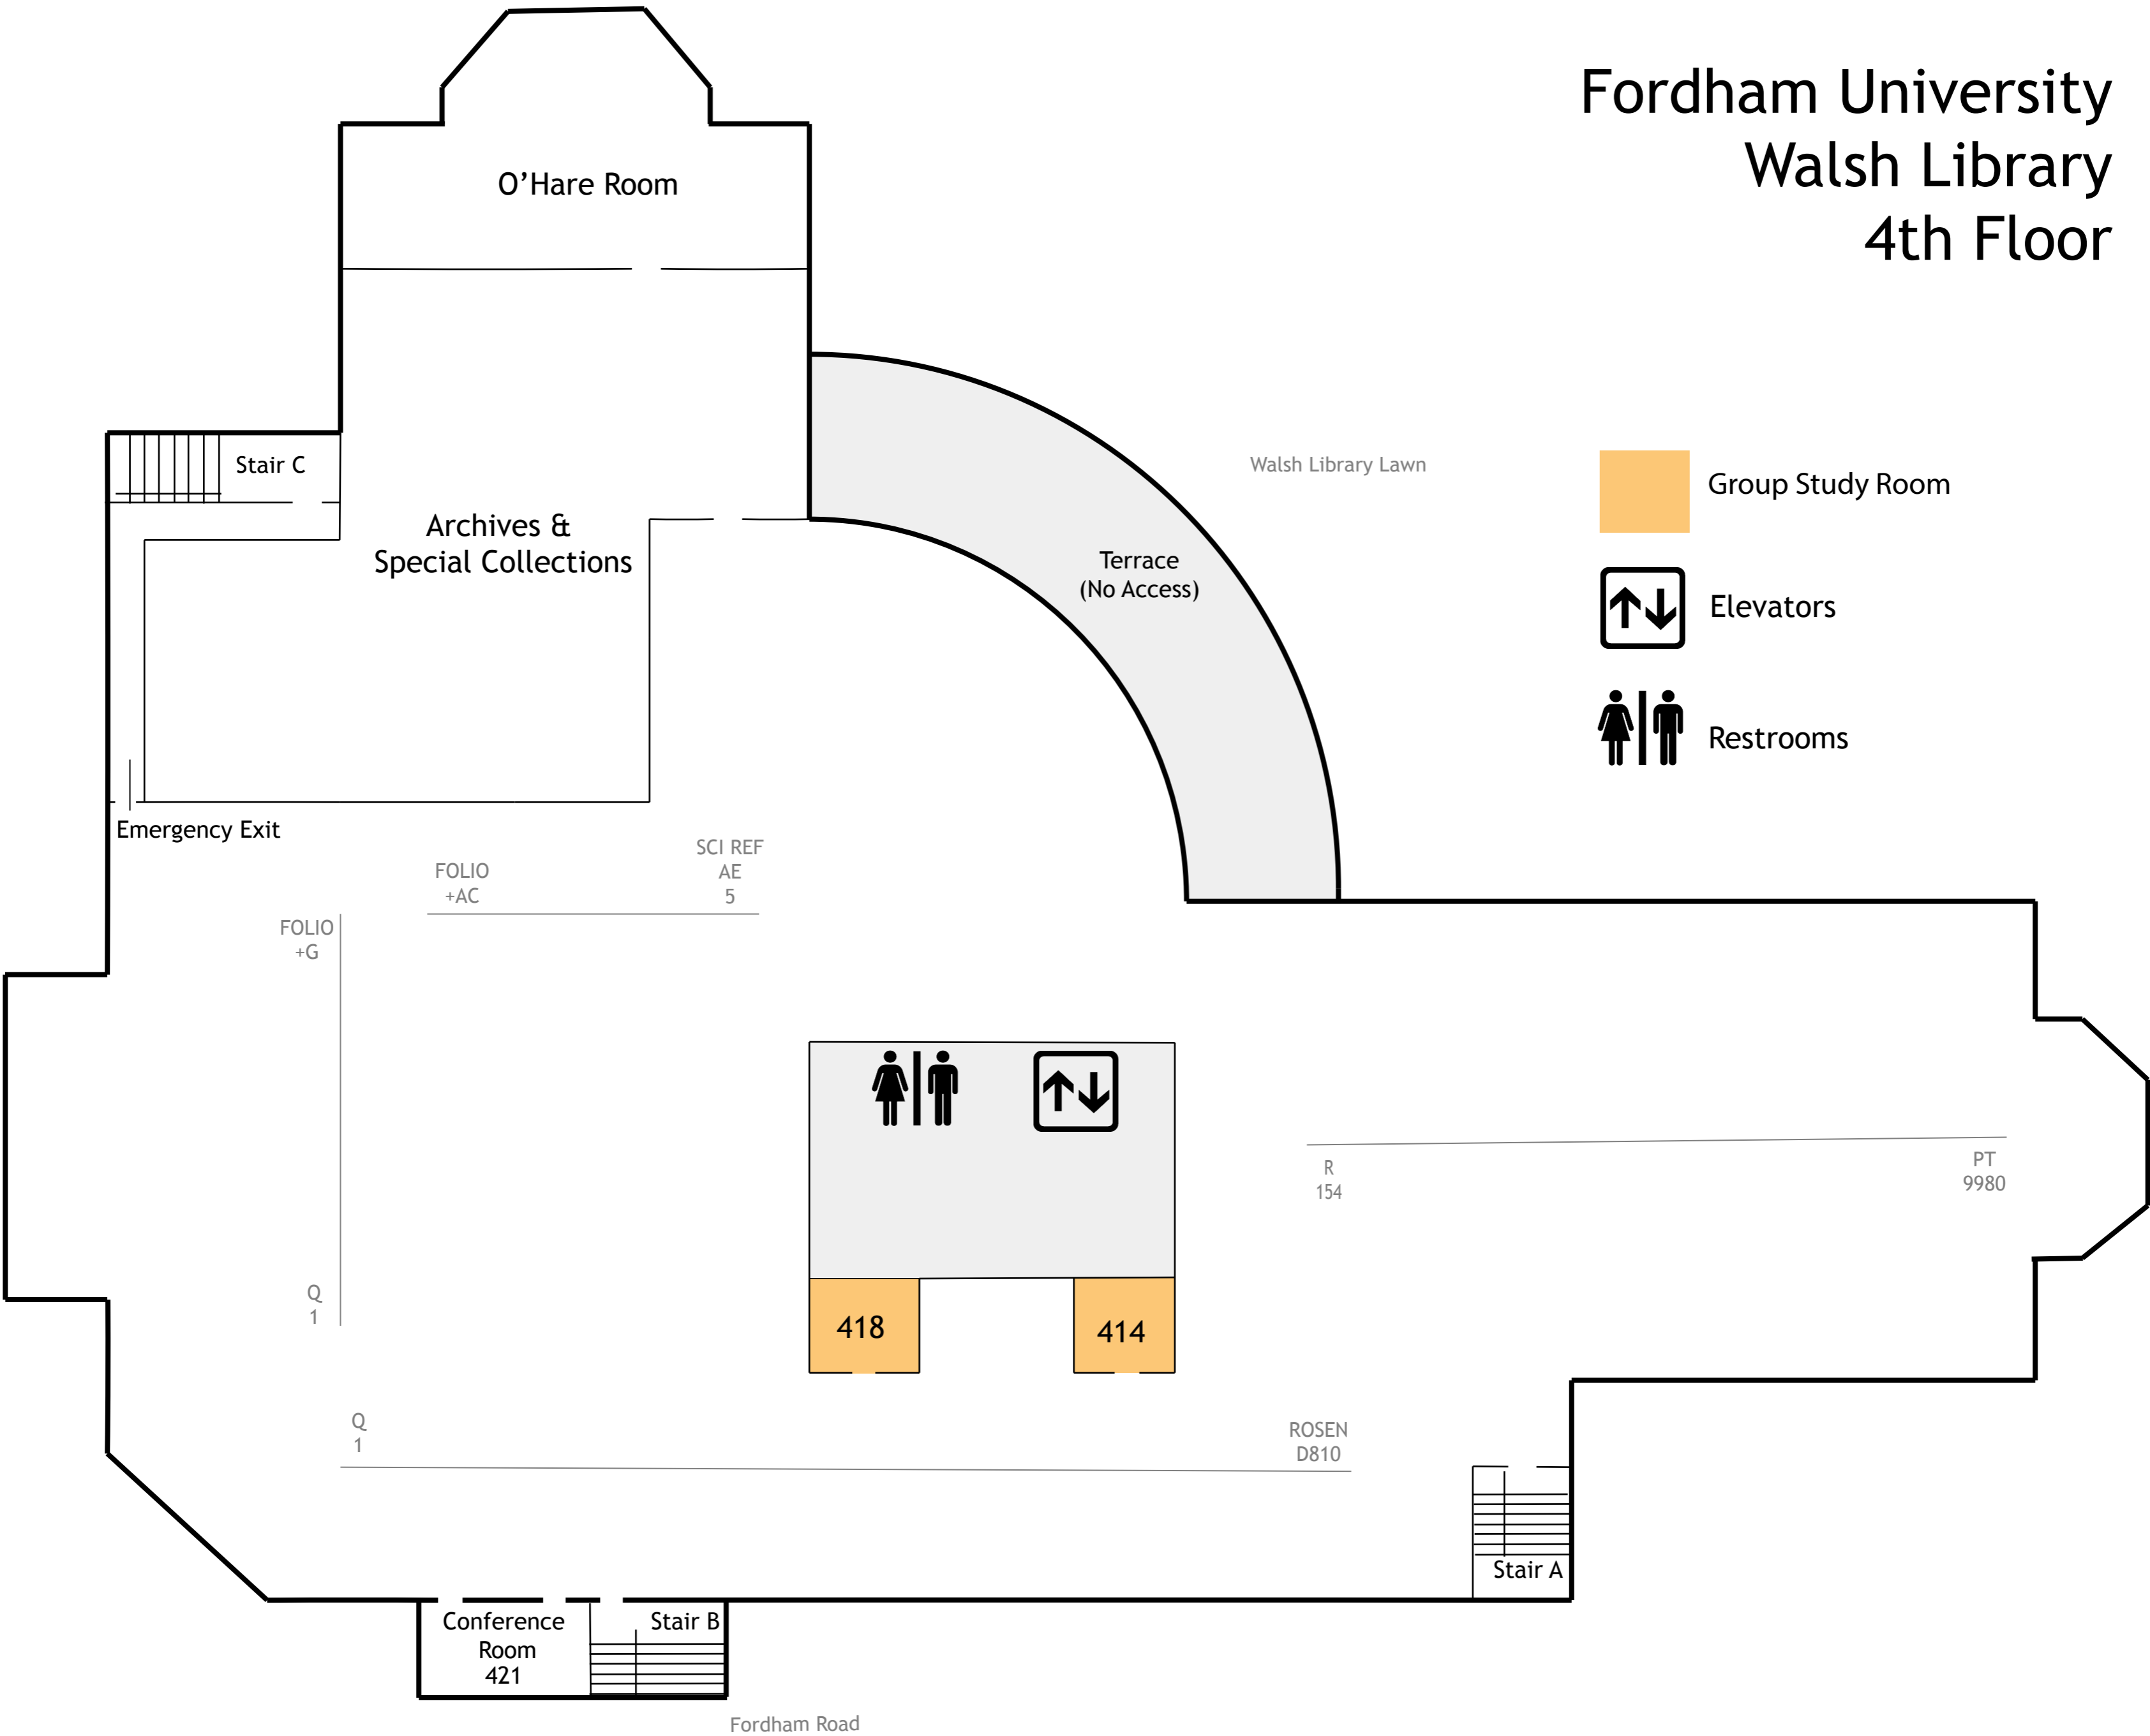 Fordham University
Walsh Library
4th Floor
O’Hare Room
Stair C
Walsh Library Lawn
Group Study Room
Archives &
Special Collections
Terrace
(No Access)
Elevators
Restrooms
Emergency Exit
SCI REF
AE
5
FOLIO
+AC
FOLIO
+G
R
154
PT
9980
Q
1
418
414
Q
1
ROSEN
D810
Stair A
Conference
Room
421
Stair B
Fordham Road